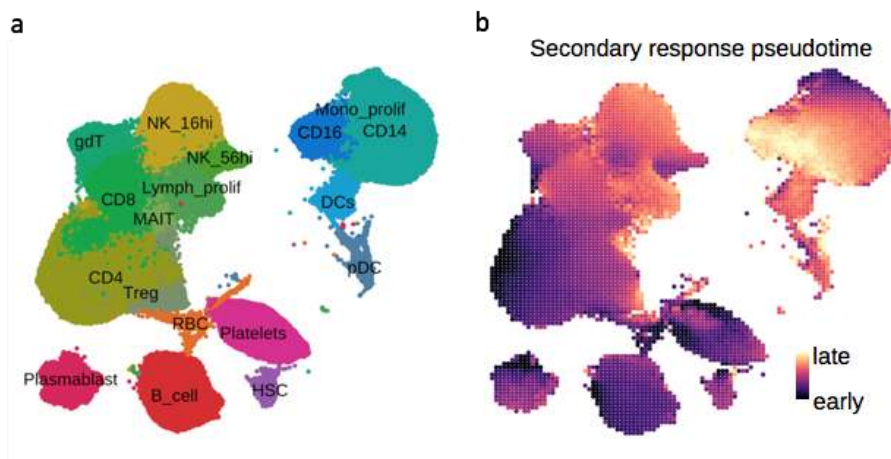 a
Mono_prolif
NK_16hi
CD16
CD14
gdT
NK_56hi
Lymph_prolif
CD8
DCs
MAIT
CD4
pDC
Treg
RBC
Platelets
Plasmablast
B_cell
HSC
b
Secondary response pseudotime
late
early